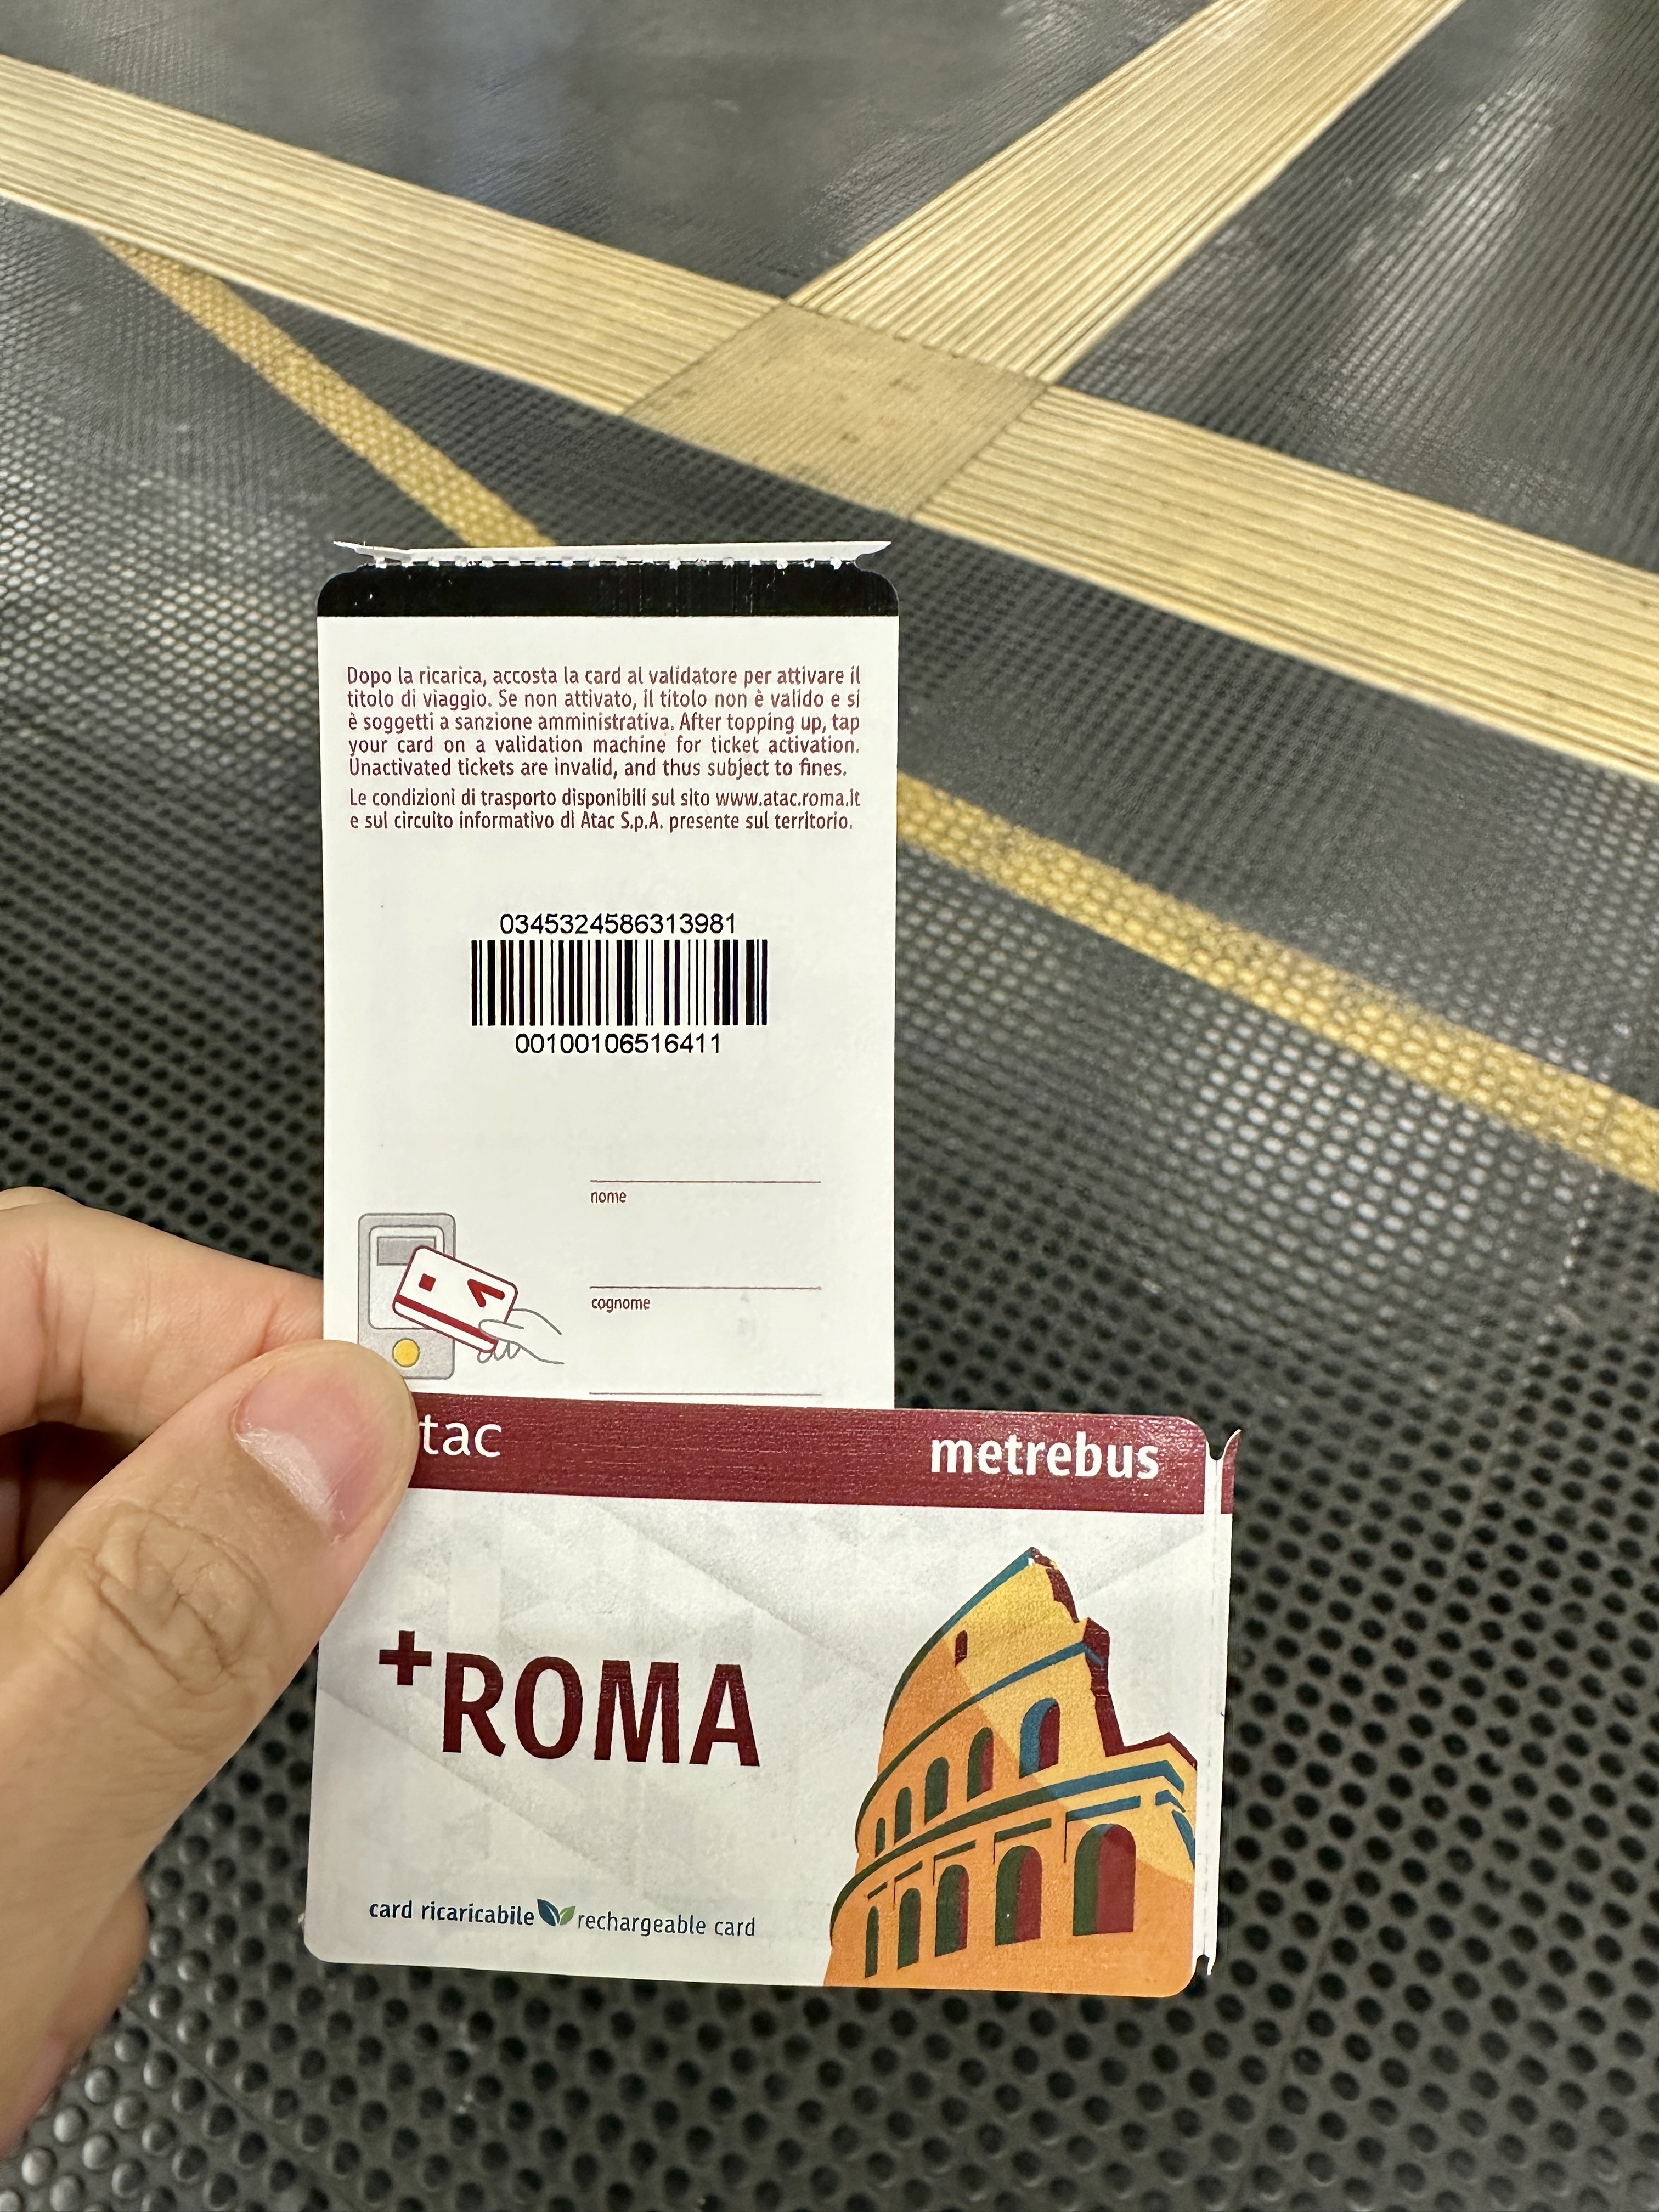 Dopo la ricarica, accosta la card al validatore per attivare il
titolo di viaggio. Se non attivato, il titolo non è valido e si
è soggetti a sanzione amministrativa. After topping up, tap
your card on a validation machine for ticket activation.
Unactivated tickets are invalid, and thus subject to fines.
Le condizioni di trasporto disponibili sul sito www.atac.roma.it
e sul circuito informativo di Atac S.p.A. presente sul territorio.
0345324586313981
00100106516411
nome
cognome
tac
metrebus
+ROMA
card ricaricabile rechargeable card